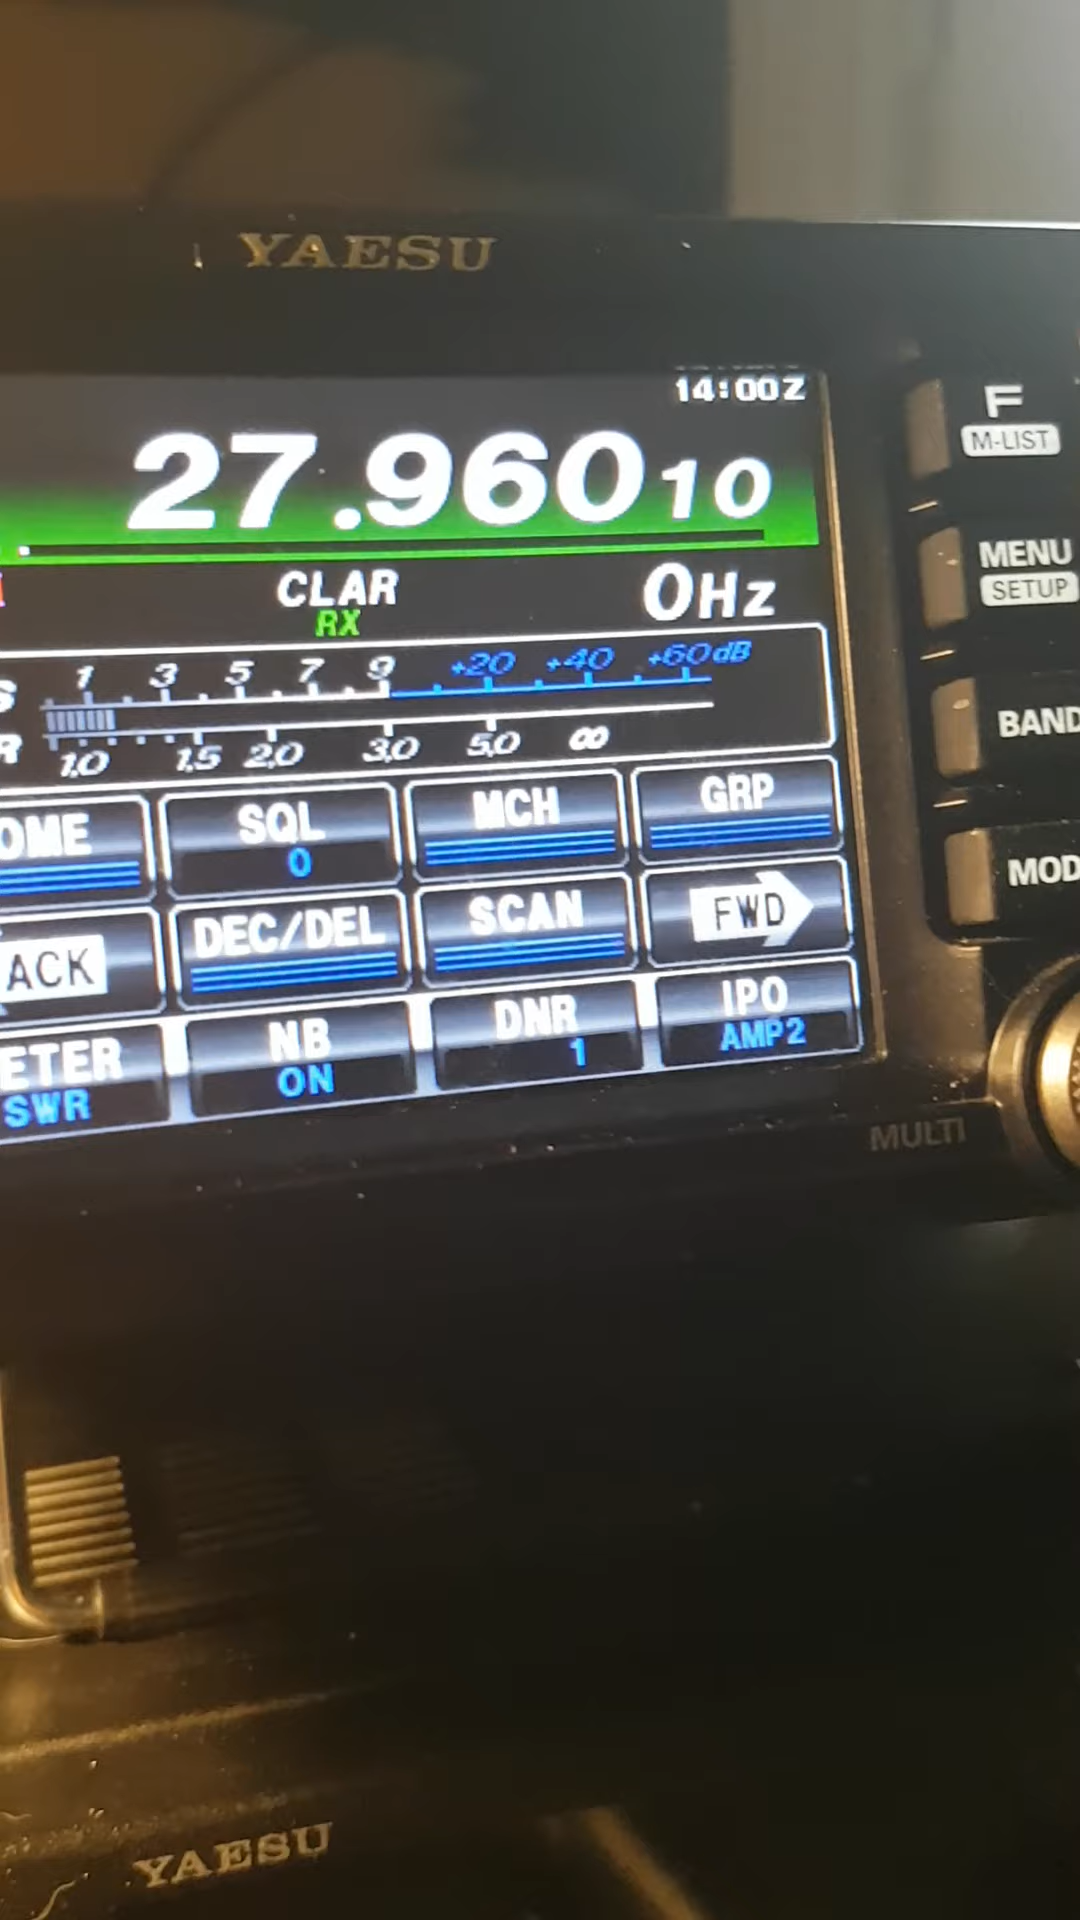 YAESU
14:00Z
27.960 10
CLAR 0Hz
RX
S 1 3 5 7 9 +20 +40 +60dB
R 1,0 1,5 2,0 3,0 5,0 ∞
OME SQL MCH GRP
0
ACK DEC/DEL SCAN FWD
ETER NB DNR IPO
SWR ON 1 AMP2
F
M-LIST
MENU
SETUP
BAND
MOD
MULTI
YAESU